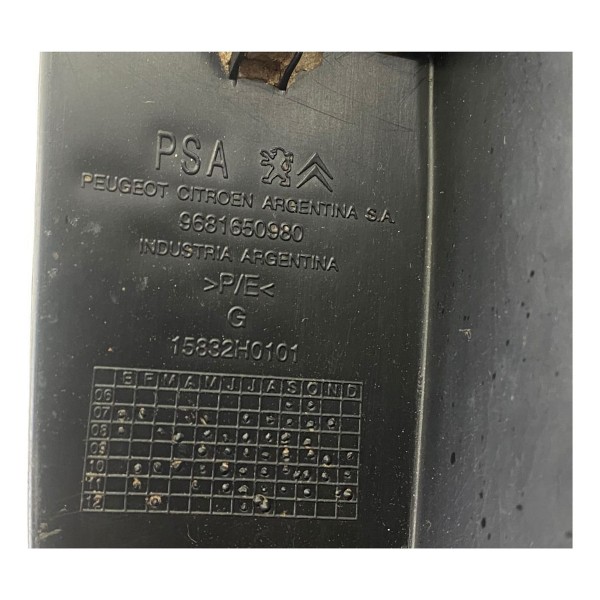 PSA
PEUGEOT CITROEN ARGENTINA S.A.
9681650980
INDUSTRIA ARGENTINA
>P/E<
G
15832H0101
E F M A M J J A S O N D
06
07
08
09
10
11
12